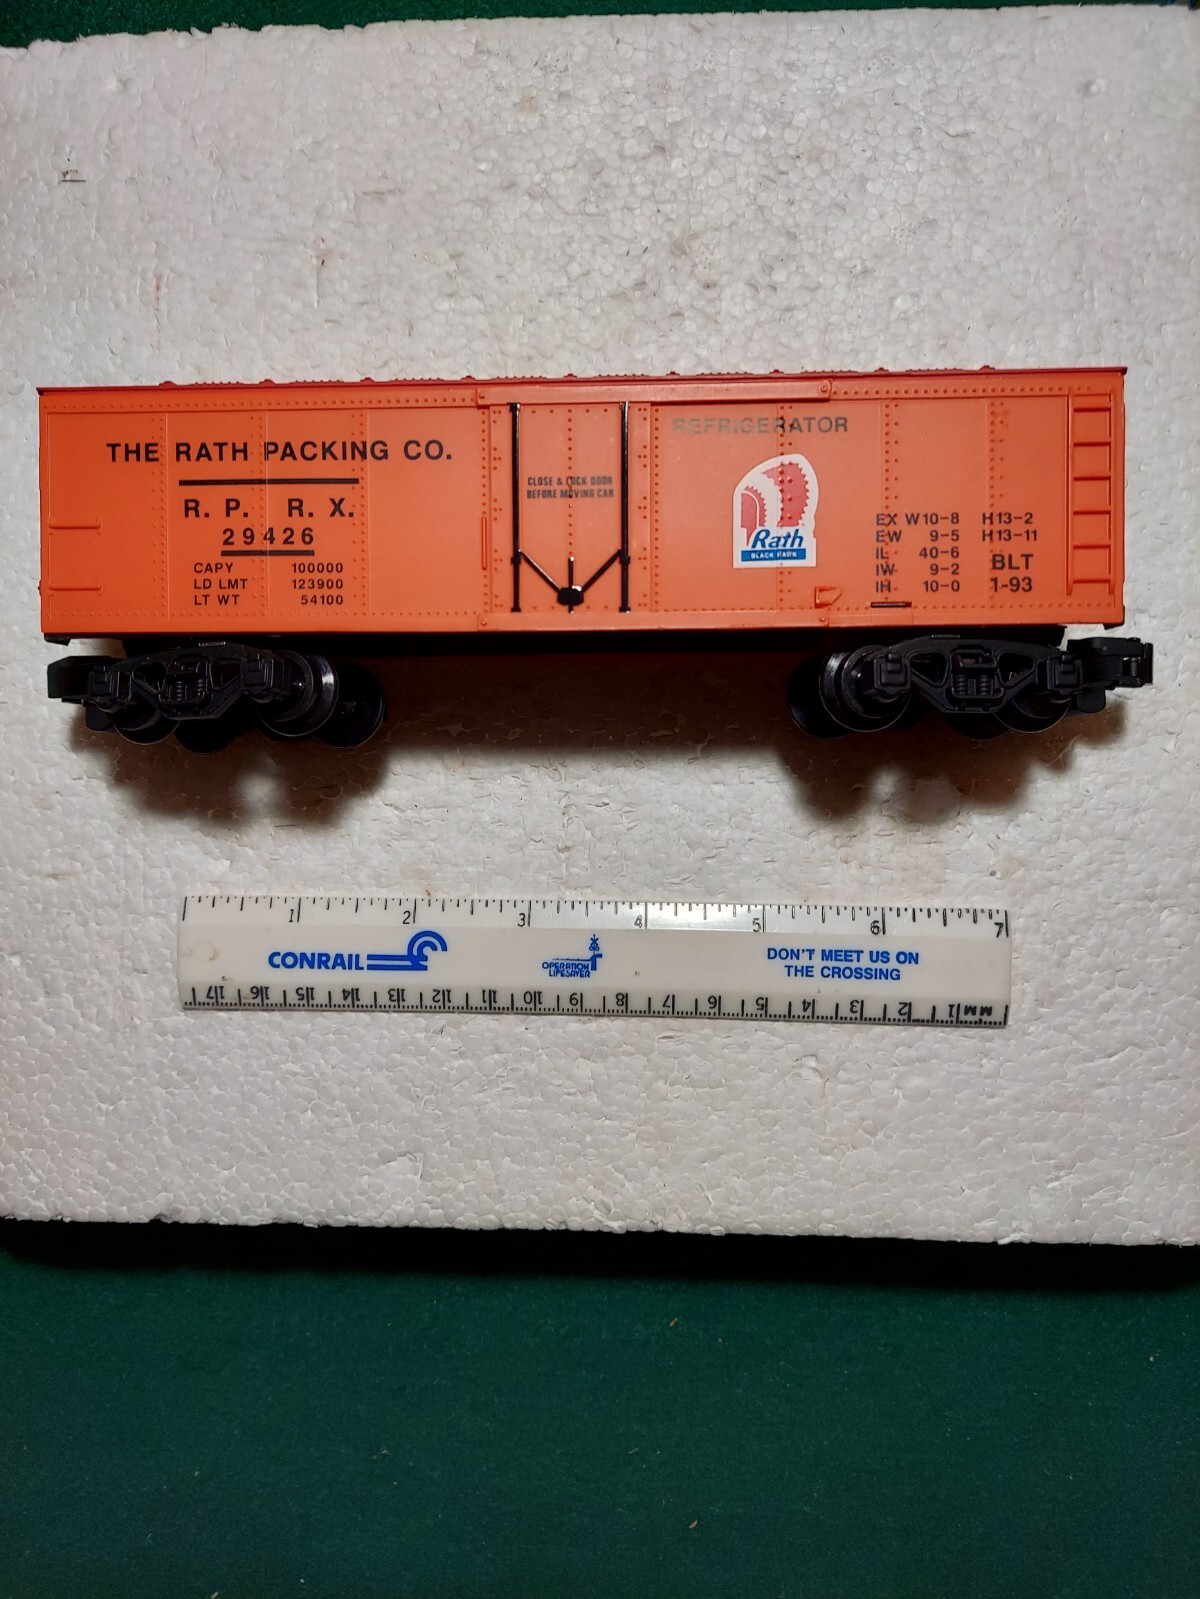 THE RATH PACKING CO.
R. P. R. X.
29426
CAPY 100000
LD LMT 123900
LT WT 54100
CLOSE & LOCK DOOR
BEFORE MOVING CAR
REFRIGERATOR
Rath
BLACK HAWK
EX W 10-8 H 13-2
EW 9-5 H 13-11
IL 40-6
IW 9-2
IH 10-0
BLT
1-93
1 2 3 4 5 6 7
CONRAIL
OPERATION
LIFESAVER
DON'T MEET US ON
THE CROSSING
17 16 15 14 13 12 11 10 9 8 7 6 5 4 3 2 1 MM